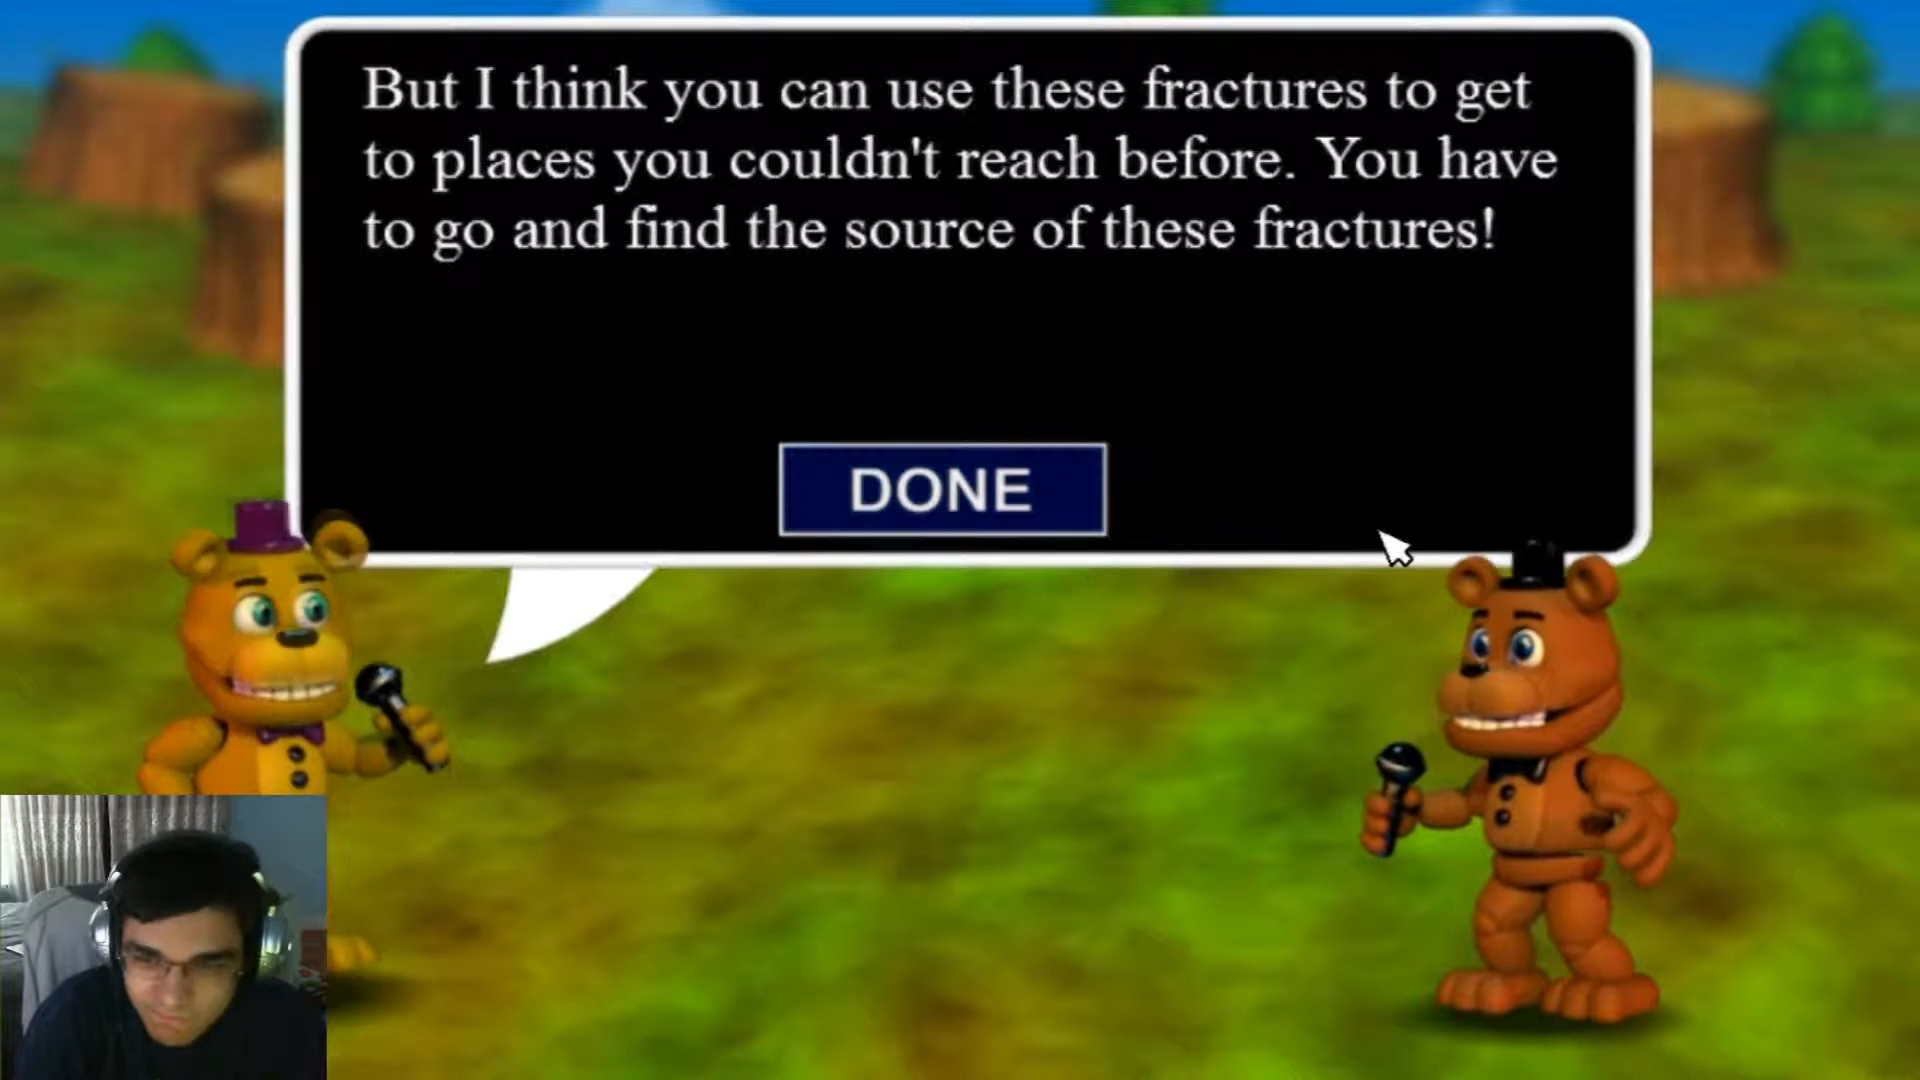 But I think you can use these fractures to get
to places you couldn't reach before. You have
to go and find the source of these fractures!
DONE